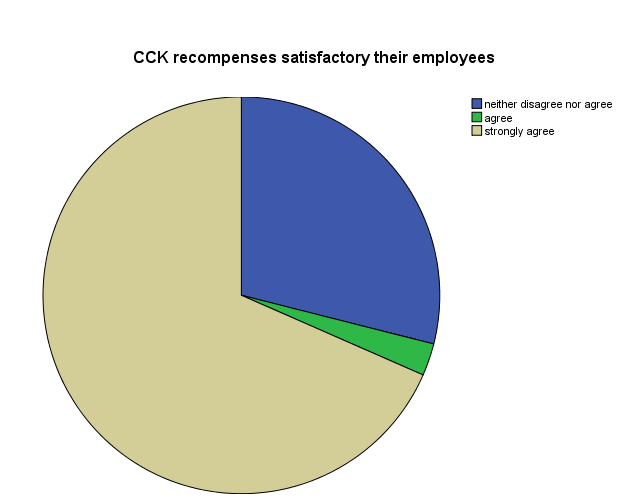 CCK recompenses satisfactory their employees
neither disagree nor agree
agree
strongly agree